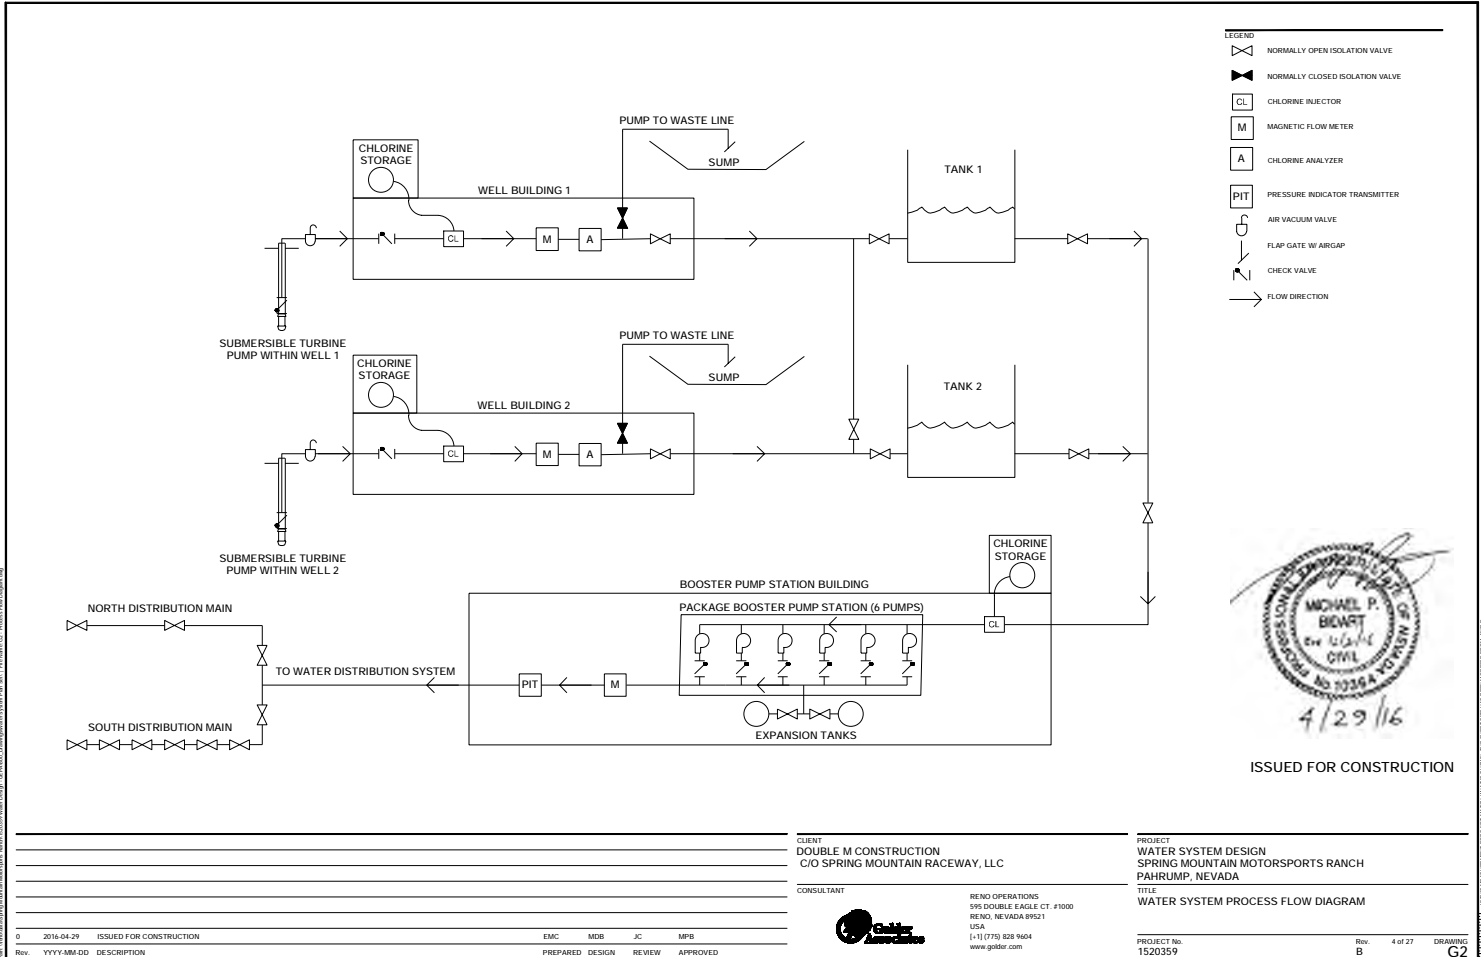 LEGEND
NORMALLY OPEN ISOLATION VALVE
NORMALLY CLOSED ISOLATION VALVE
CL CHLORINE INJECTOR
M MAGNETIC FLOW METER
A CHLORINE ANALYZER
PIT PRESSURE INDICATOR TRANSMITTER
AIR VACUUM VALVE
FLAP GATE W/ AIRGAP
CHECK VALVE
FLOW DIRECTION
PUMP TO WASTE LINE
SUMP
CHLORINE
STORAGE
WELL BUILDING 1
CL
M
A
TANK 1
SUBMERSIBLE TURBINE
PUMP WITHIN WELL 1
PUMP TO WASTE LINE
SUMP
CHLORINE
STORAGE
WELL BUILDING 2
CL
M
A
TANK 2
SUBMERSIBLE TURBINE
PUMP WITHIN WELL 2
CHLORINE
STORAGE
CL
BOOSTER PUMP STATION BUILDING
PACKAGE BOOSTER PUMP STATION (6 PUMPS)
NORTH DISTRIBUTION MAIN
TO WATER DISTRIBUTION SYSTEM
PIT
M
SOUTH DISTRIBUTION MAIN
EXPANSION TANKS
MICHAEL P.
BIDART
CIVIL
No. 10364
4/29/16
ISSUED FOR CONSTRUCTION
CLIENT
DOUBLE M CONSTRUCTION
C/O SPRING MOUNTAIN RACEWAY, LLC
CONSULTANT
Golder
Associates
RENO OPERATIONS
595 DOUBLE EAGLE CT. #1000
RENO, NEVADA 89521
USA
[+1] (775) 828 9604
www.golder.com
PROJECT
WATER SYSTEM DESIGN
SPRING MOUNTAIN MOTORSPORTS RANCH
PAHRUMP, NEVADA
TITLE
WATER SYSTEM PROCESS FLOW DIAGRAM
PROJECT No. Rev. 4 of 27 DRAWING
1520359 B G2
0 2016-04-29 ISSUED FOR CONSTRUCTION EMC MDB JC MPB
Rev. YYYY-MM-DD DESCRIPTION PREPARED DESIGN REVIEW APPROVED